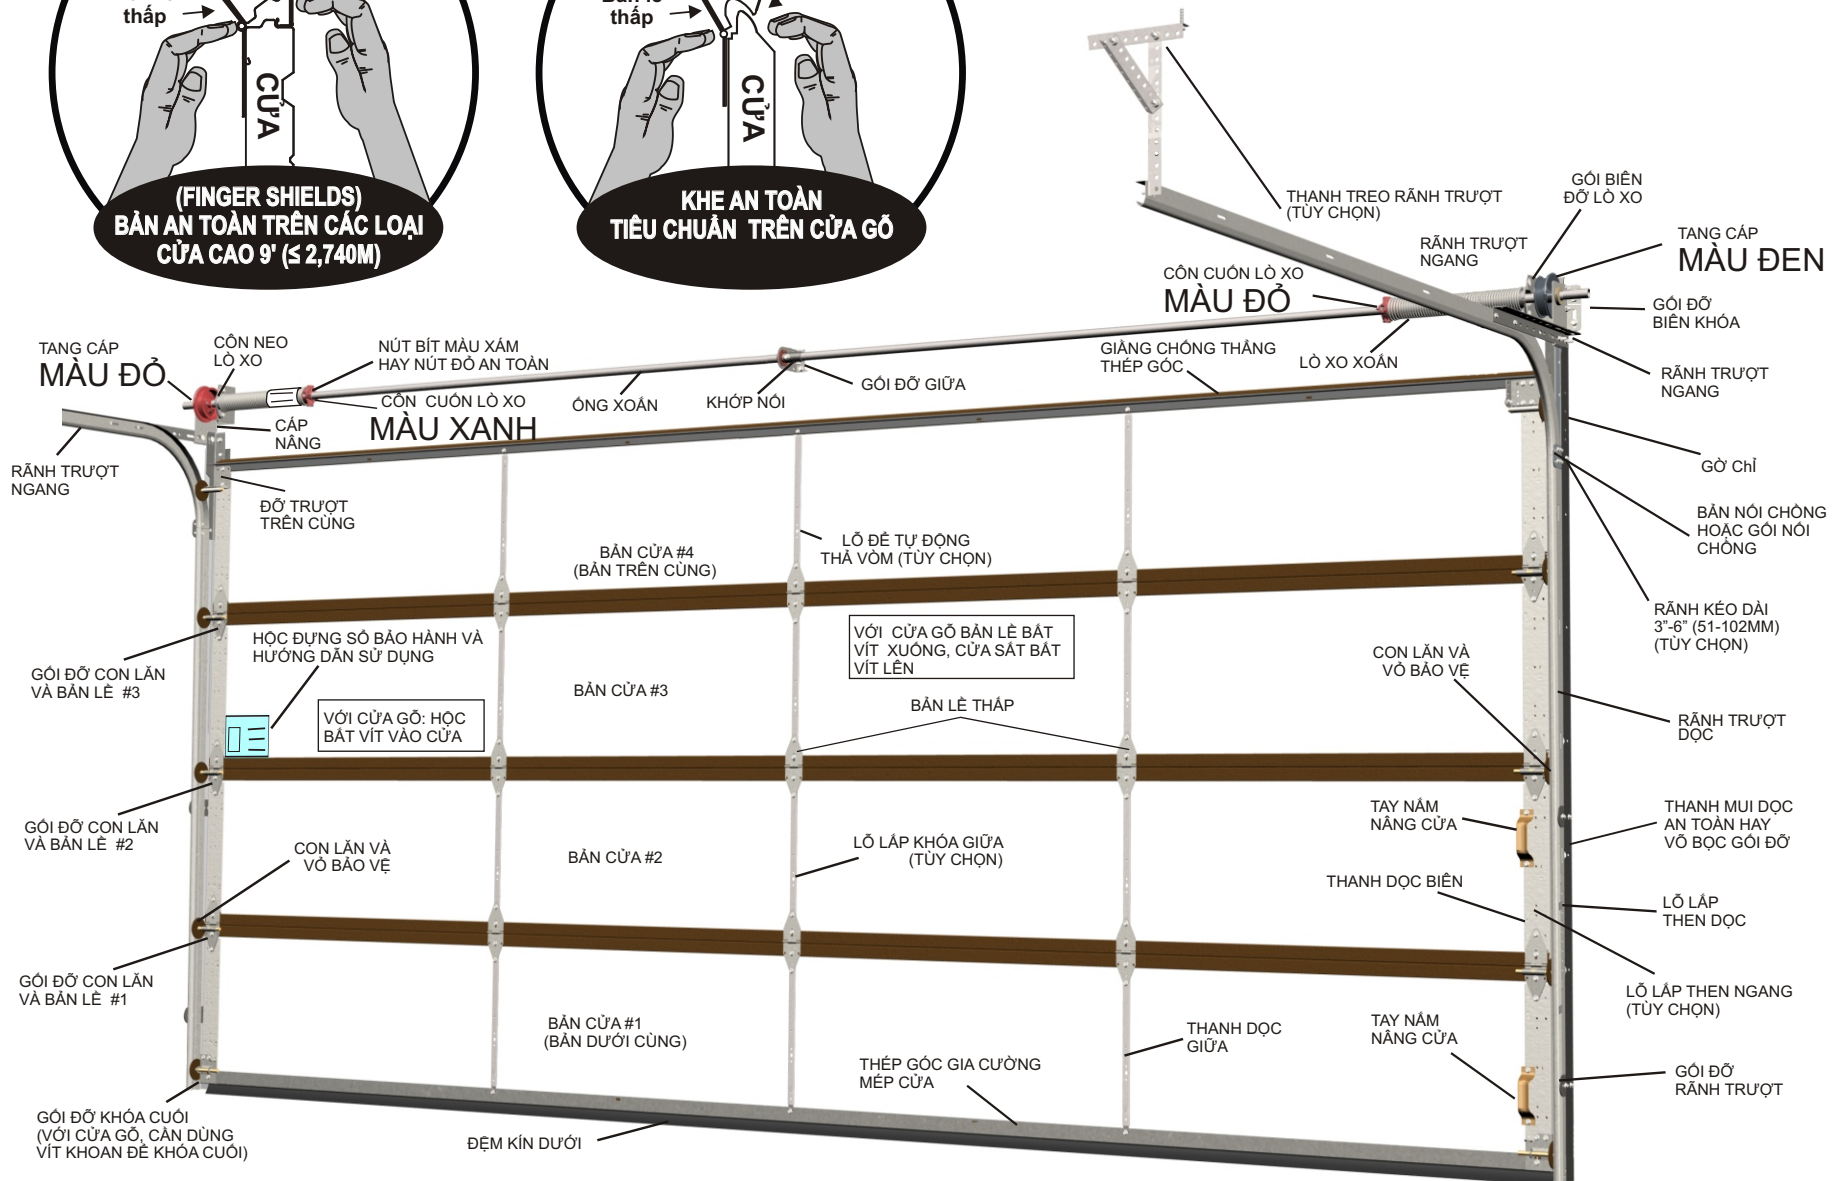 thấp
CỬA
(FINGER SHIELDS)
BẢN AN TOÀN TRÊN CÁC LOẠI
CỬA CAO 9' (≤ 2,740M)
thấp
CỬA
KHE AN TOÀN
TIÊU CHUẨN TRÊN CỬA GỖ
THANH TREO RÃNH TRƯỢT
(TÙY CHỌN)
GỐI BIÊN
ĐỠ LÒ XO
RÃNH TRƯỢT
NGANG
TANG CÁP
MÀU ĐEN
CÔN CUỐN LÒ XO
MÀU ĐỎ
GỐI ĐỠ
BIÊN KHÓA
TANG CÁP
MÀU ĐỎ
CÔN NEO
LÒ XO
NÚT BÍT MÀU XÁM
HAY NÚT ĐỎ AN TOÀN
CÔN CUỐN LÒ XO
MÀU XANH
CÁP
NÂNG
ỐNG XOẮN
KHỚP NỐI
GỐI ĐỠ GIỮA
GIẰNG CHỐNG THẲNG
THÉP GÓC
LÒ XO XOẮN
RÃNH TRƯỢT
NGANG
RÃNH TRƯỢT
NGANG
ĐỠ TRƯỢT
TRÊN CÙNG
GỜ ChỈ
BẢN NỐI CHỒNG
HOẶC GỐI NỐI
CHỒNG
BẢN CỬA #4
(BẢN TRÊN CÙNG)
LỖ ĐỂ TỰ ĐỘNG
THẢ VÒM (TÙY CHỌN)
RÃNH KÉO DÀI
3"-6" (51-102MM)
(TÙY CHỌN)
HỘC ĐỰNG SỔ BẢO HÀNH VÀ
HƯỚNG DẪN SỬ DỤNG
VỚI CỬA GỖ BẢN LỀ BẮT
VÍT XUỐNG, CỬA SẮT BẮT
VÍT LÊN
CON LĂN VÀ
VỎ BẢO VỆ
GỐI ĐỠ CON LĂN
VÀ BẢN LỀ #3
BẢN CỬA #3
VỚI CỬA GỖ: HỘC
BẮT VÍT VÀO CỬA
BẢN LỀ THẤP
RÃNH TRƯỢT
DỌC
TAY NẮM
NÂNG CỬA
THANH MUI DỌC
AN TOÀN HAY
VÕ BỌC GỐI ĐỠ
GỐI ĐỠ CON LĂN
VÀ BẢN LỀ #2
CON LĂN VÀ
VỎ BẢO VỆ
BẢN CỬA #2
LỖ LẮP KHÓA GIỮA
(TÙY CHỌN)
THANH DỌC BIÊN
LỖ LẮP
THEN DỌC
GỐI ĐỠ CON LĂN
VÀ BẢN LỀ #1
LỖ LẮP THEN NGANG
(TÙY CHỌN)
BẢN CỬA #1
(BẢN DƯỚI CÙNG)
THANH DỌC
GIỮA
TAY NẮM
NÂNG CỬA
THÉP GÓC GIA CƯỜNG
MÉP CỬA
GỐI ĐỠ
RÃNH TRƯỢT
GỐI ĐỠ KHÓA CUỐI
(VỚI CỬA GỖ, CẦN DÙNG
VÍT KHOAN ĐỂ KHÓA CUỐI)
ĐỆM KÍN DƯỚI